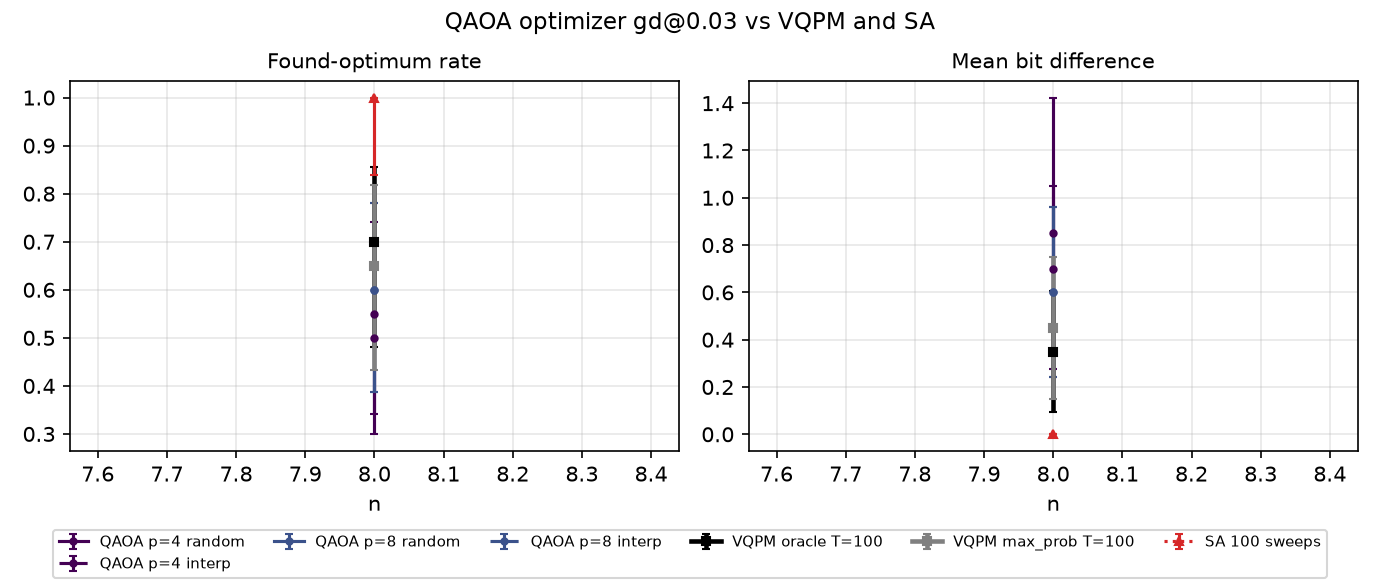 QAOA optimizer gd@0.03 vs VQPM and SA
Found-optimum rate
1.0
0.9
0.8
0.7
0.6
0.5
0.4
0.3
7.6 7.7 7.8 7.9 8.0 8.1 8.2 8.3 8.4
n
Mean bit difference
1.4
1.2
1.0
0.8
0.6
0.4
0.2
0.0
7.6 7.7 7.8 7.9 8.0 8.1 8.2 8.3 8.4
n
QAOA p=4 random QAOA p=8 random QAOA p=8 interp VQPM oracle T=100 VQPM max_prob T=100 SA 100 sweeps
QAOA p=4 interp